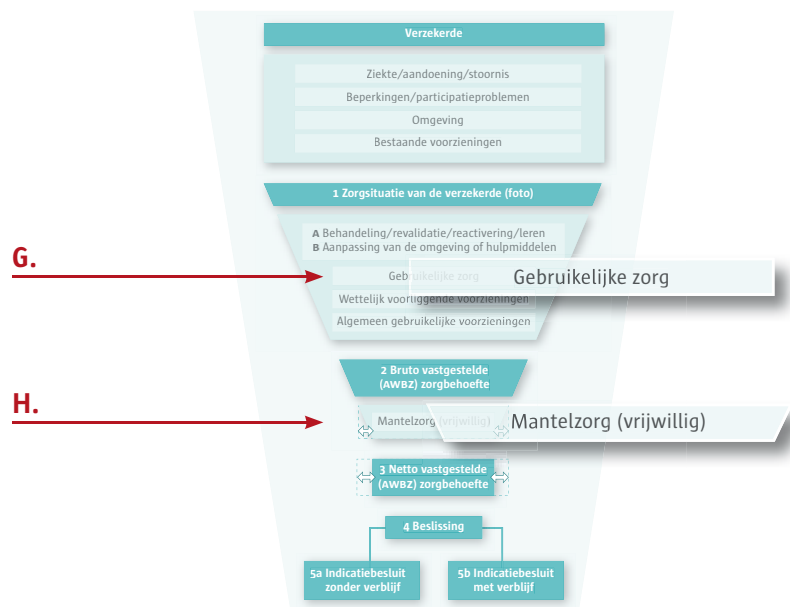 Verzekerde
Ziekte/aandoening/stoornis
Beperkingen/participatieproblemen
Omgeving
Bestaande voorzieningen
1 Zorgsituatie van de verzekerde (foto)
A Behandeling/revalidatie/reactivering/leren
B Aanpassing van de omgeving of hulpmiddelen
G.
Gebruikelijke zorg
Gebruikelijke zorg
Wettelijk voorliggende voorzieningen
Algemeen gebruikelijke voorzieningen
2 Bruto vastgestelde
(AWBZ) zorgbehoefte
H.
Mantelzorg (vrijwillig)
Mantelzorg (vrijwillig)
3 Netto vastgestelde
(AWBZ) zorgbehoefte
4 Beslissing
5a Indicatiebesluit
zonder verblijf
5b Indicatiebesluit
met verblijf